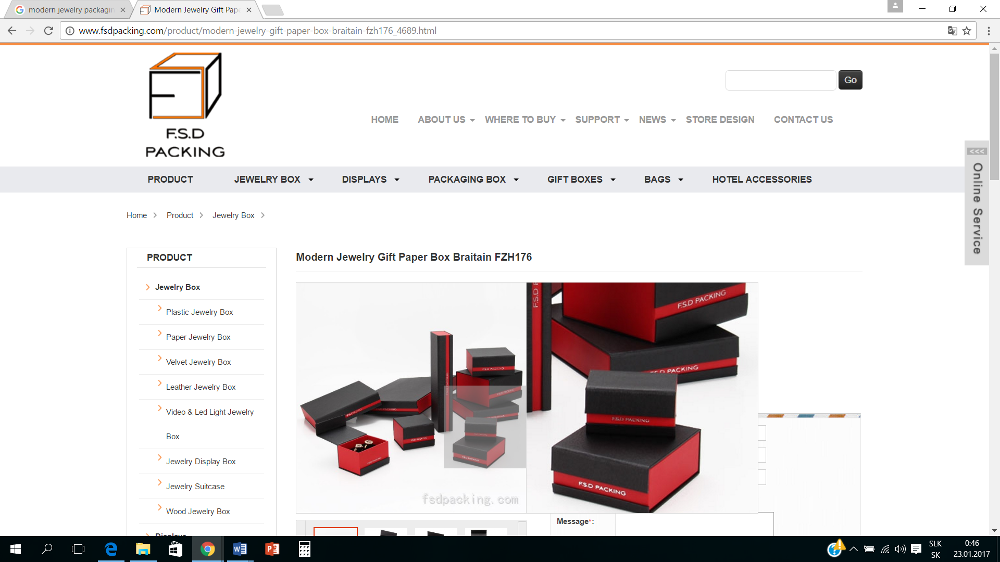 modern jewelry packagin
Modern Jewelry Gift Pape
www.fsdpacking.com/product/modern-jewelry-gift-paper-box-braitain-fzh176_4689.html
F.S.D
PACKING
Go
HOME ABOUT US WHERE TO BUY SUPPORT NEWS STORE DESIGN CONTACT US
<<<
Online Service
PRODUCT JEWELRY BOX DISPLAYS PACKAGING BOX GIFT BOXES BAGS HOTEL ACCESSORIES
Home Product Jewelry Box
PRODUCT
Jewelry Box
Plastic Jewelry Box
Paper Jewelry Box
Velvet Jewelry Box
Leather Jewelry Box
Video & Led Light Jewelry
Box
Jewelry Display Box
Jewelry Suitcase
Wood Jewelry Box
Displays
Modern Jewelry Gift Paper Box Braitain FZH176
F.S.D PACKING
PACKING
F.S.D PACKING
F.S.D PACKING
F.S.D
F.S.D PACKING
F.S.D PACKING
F.S.D PACKING
F.S.D PACKING
fsdpacking.com
Message*:
SLK
SK
0:46
23.01.2017